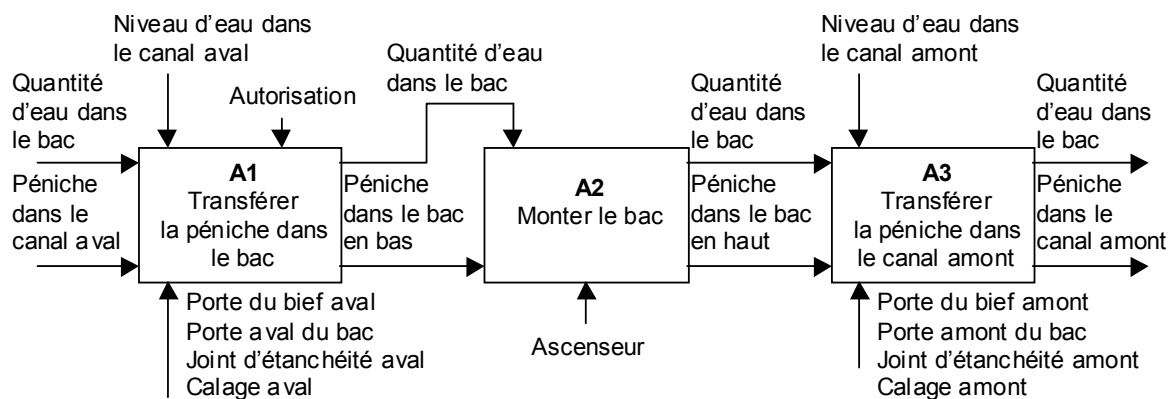 Niveau d'eau dans
le canal aval
Quantité
d'eau dans
le bac
Autorisation
Quantité d'eau
dans le bac
Niveau d'eau dans
le canal amont
Quantité
d'eau dans
le bac
Quantité
d'eau dans
le bac
A1
Transférer
la péniche dans
le bac
A2
Monter le bac
A3
Transférer
la péniche dans
le canal amont
Péniche
dans le
canal aval
Péniche
dans le bac
en bas
Péniche
dans le bac
en haut
Péniche
dans le
canal amont
Porte du bief aval
Porte aval du bac
Joint d'étanchéité aval
Calage aval
Ascenseur
Porte du bief amont
Porte amont du bac
Joint d'étanchéité amont
Calage amont